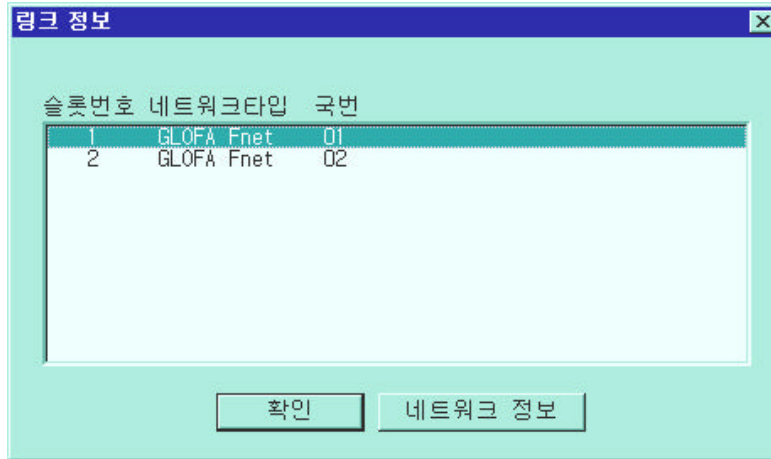 링크 정보
슬롯번호 네트워크타입 국번
1 GLOFA Fnet 01
2 GLOFA Fnet 02
확인 네트워크 정보